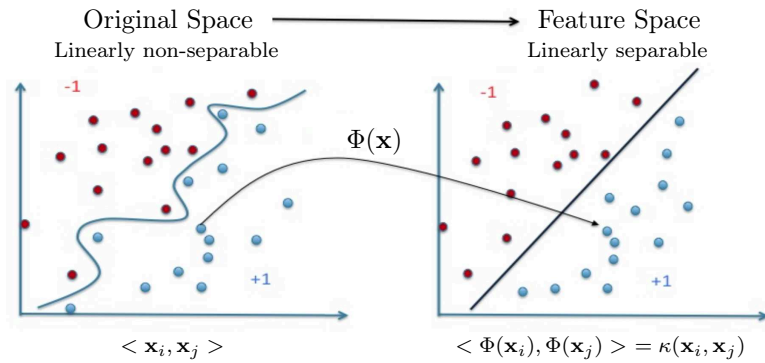 Original Space Feature Space
Linearly non-separable Linearly separable
-1 -1
Φ(x)
+1 +1
< x_i, x_j > < Φ(x_i), Φ(x_j) > = κ(x_i, x_j)